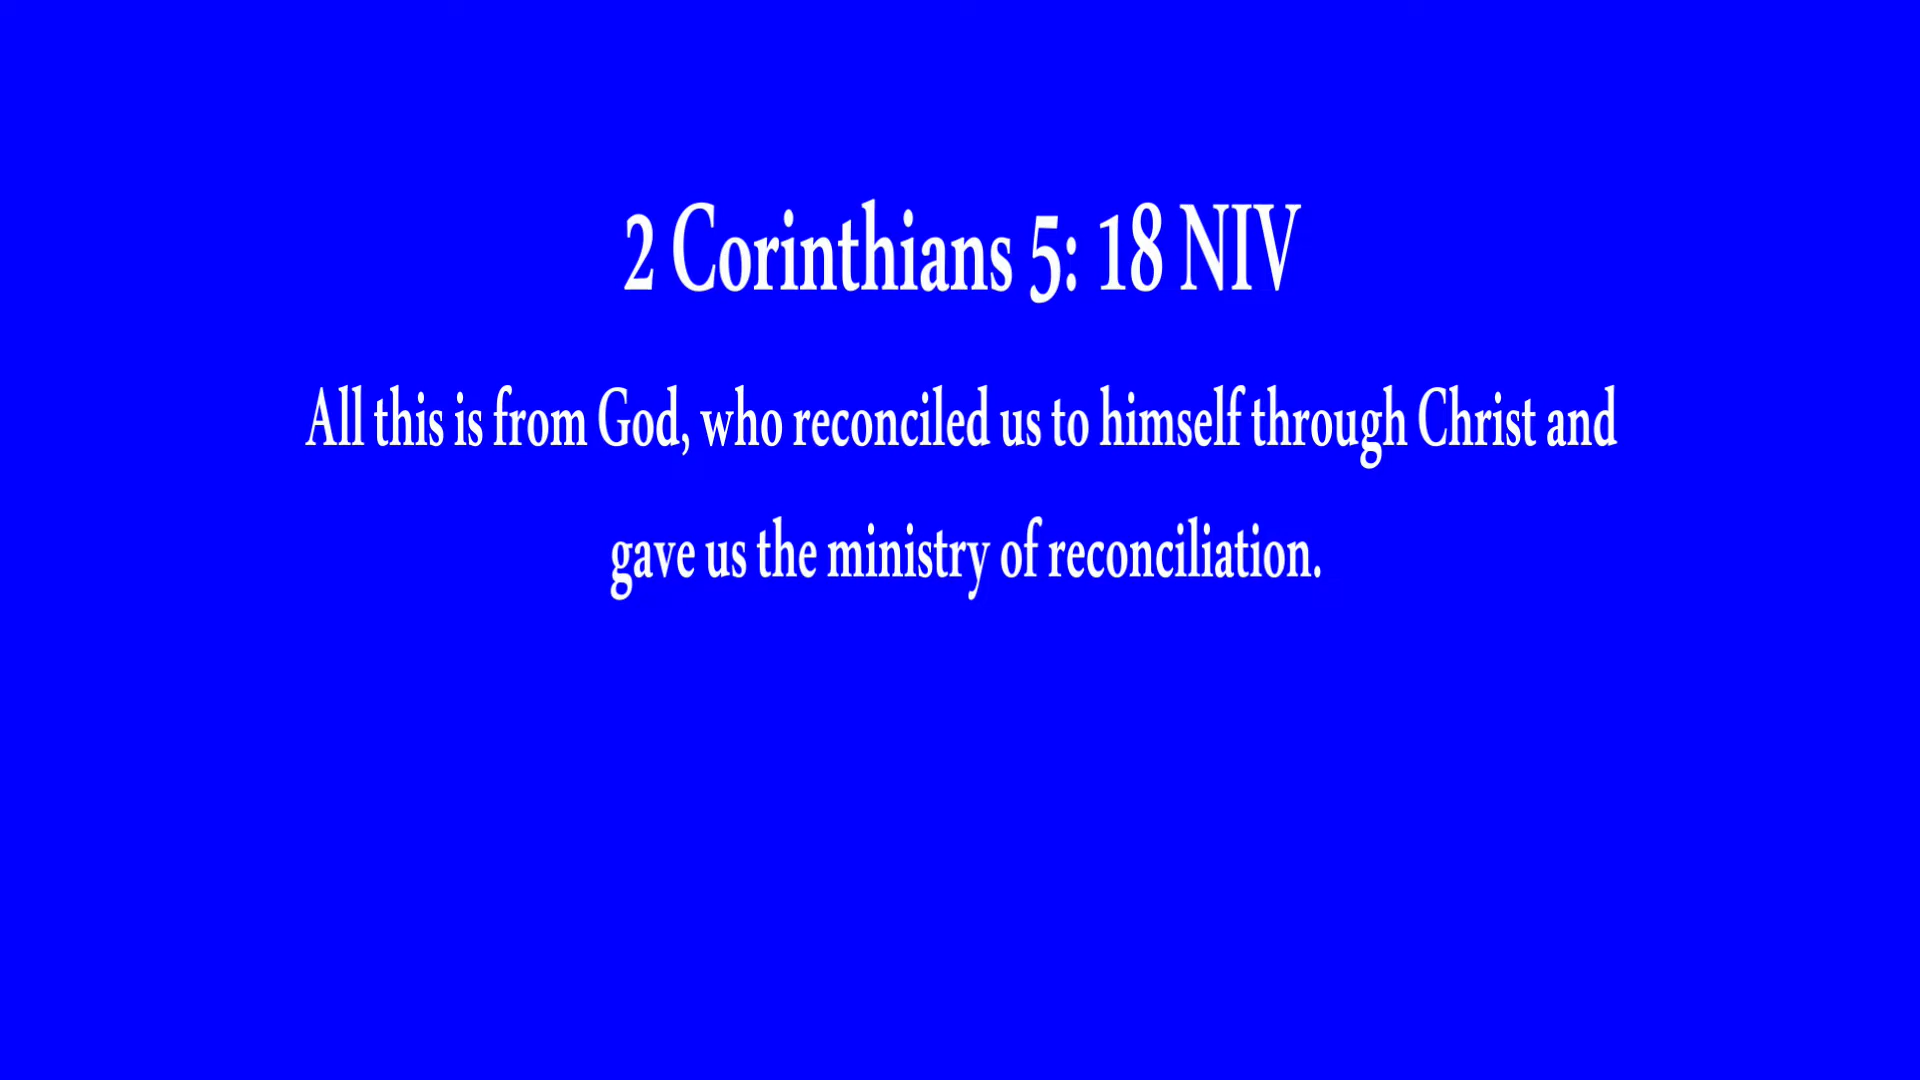 2 Corinthians 5: 18 NIV
All this is from God, who reconciled us to himself through Christ and
gave us the ministry of reconciliation.